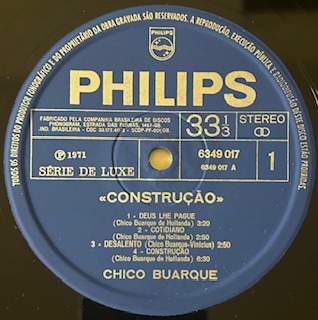 TODOS OS DIREITOS DO PRODUTOR FONOGRÁFICO E DO PROPRIETÁRIO DA OBRA GRAVADA SÃO RESERVADOS. A REPRODUÇÃO, EXECUÇÃO PÚBLICA E RADIODIFUSÃO DESTE DISCO ESTÃO PROIBIDAS.
PHILIPS
PHILIPS
FABRICADO PELA COMPANHIA BRASILEIRA DE DISCOS
PHONOGRAM, ESTRADA DAS FURNAS,
IND. BRASILEIRA - CGC
33 1/3
STEREO
Ⓟ 1971
6349 017
1
SÉRIE DE LUXE
6349 017 A
«CONSTRUÇÃO»
1 - DEUS LHE PAGUE
(Chico Buarque de Hollanda) 3:20
2 - COTIDIANO
(Chico Buarque de Hollanda) 2:50
3 - DESALENTO (Chico Buarque-Vinicius) 2:50
4 - CONSTRUÇÃO
(Chico Buarque de Hollanda) 6:30
CHICO BUARQUE